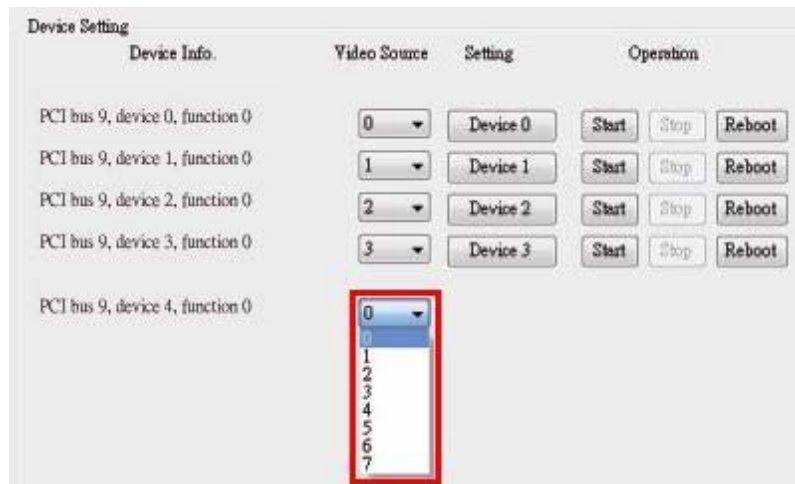 Device Setting
Device Info. Video Source Setting Operation
PCI bus 9, device 0, function 0 0 Device 0 Start Stop Reboot
PCI bus 9, device 1, function 0 1 Device 1 Start Stop Reboot
PCI bus 9, device 2, function 0 2 Device 2 Start Stop Reboot
PCI bus 9, device 3, function 0 3 Device 3 Start Stop Reboot
PCI bus 9, device 4, function 0 0
0
1
2
3
4
5
6
7